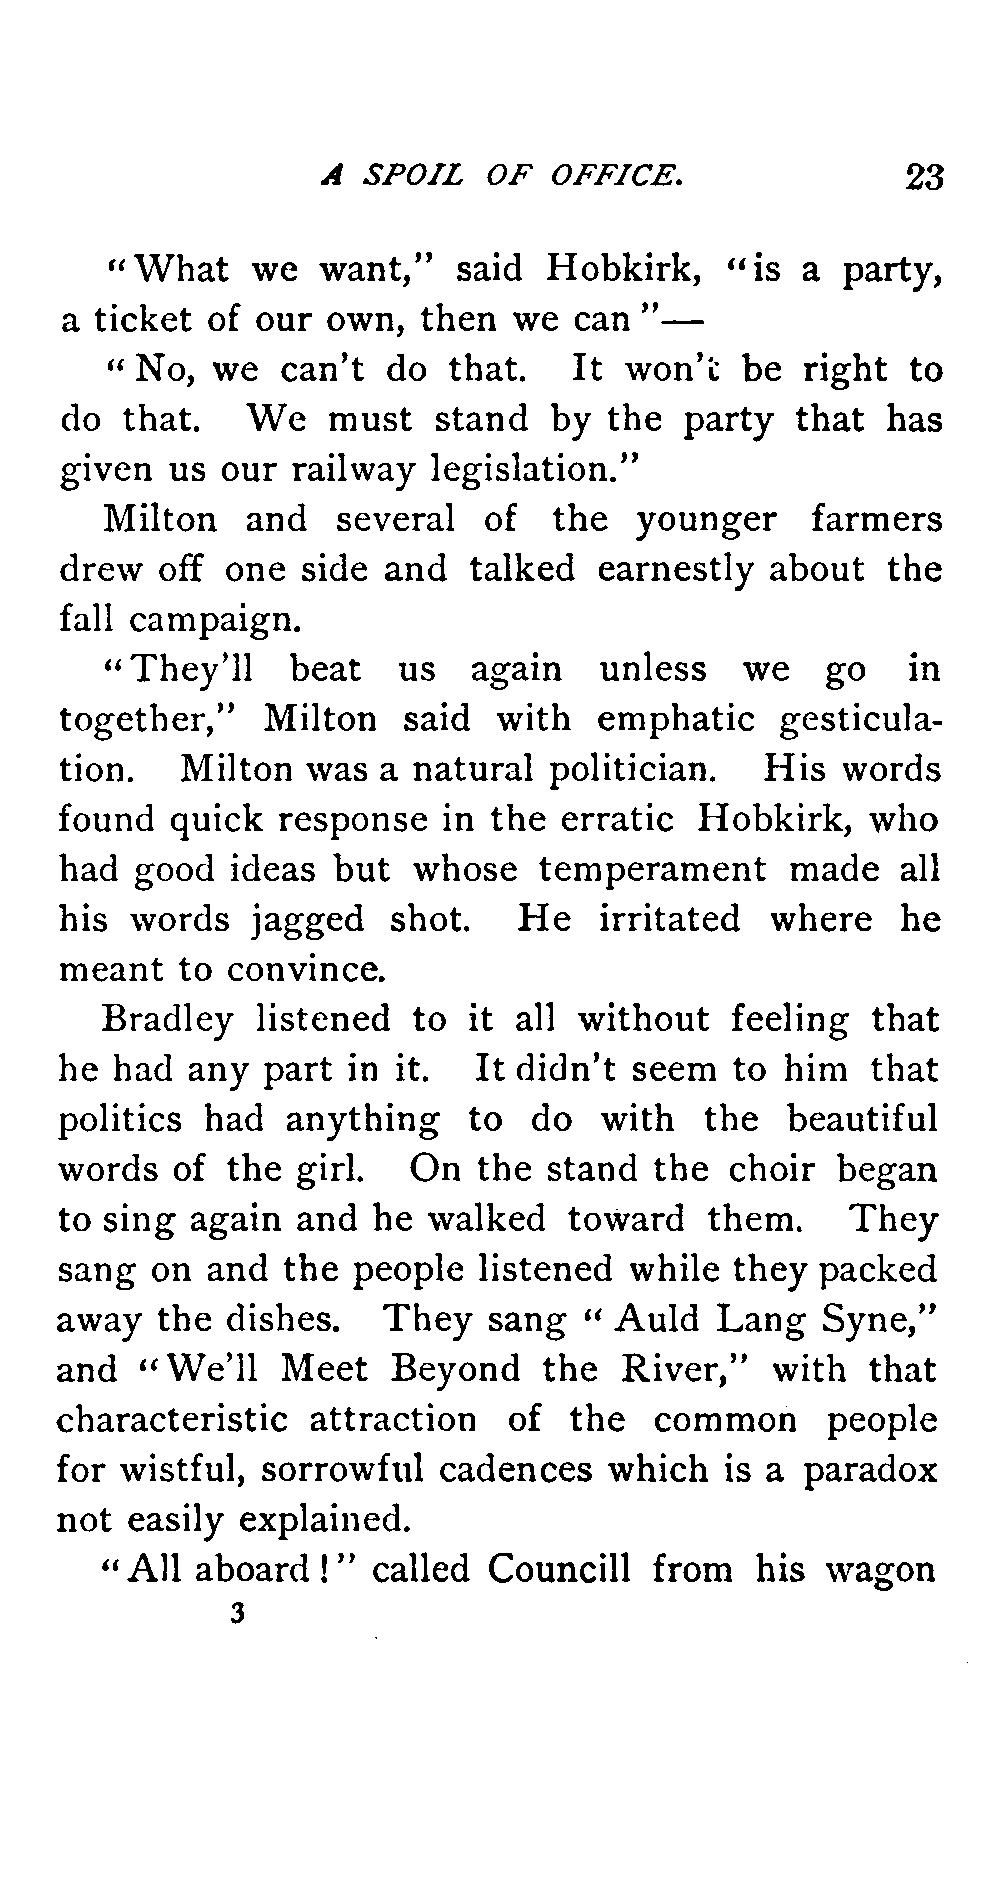 A SPOIL OF OFFICE. 23
"What we want," said Hobkirk, "is a party,
a ticket of our own, then we can"—
"No, we can't do that. It won't be right to
do that. We must stand by the party that has
given us our railway legislation."
Milton and several of the younger farmers
drew off one side and talked earnestly about the
fall campaign.
"They'll beat us again unless we go in
together," Milton said with emphatic gesticula-
tion. Milton was a natural politician. His words
found quick response in the erratic Hobkirk, who
had good ideas but whose temperament made all
his words jagged shot. He irritated where he
meant to convince.
Bradley listened to it all without feeling that
he had any part in it. It didn't seem to him that
politics had anything to do with the beautiful
words of the girl. On the stand the choir began
to sing again and he walked toward them. They
sang on and the people listened while they packed
away the dishes. They sang "Auld Lang Syne,"
and "We'll Meet Beyond the River," with that
characteristic attraction of the common people
for wistful, sorrowful cadences which is a paradox
not easily explained.
"All aboard!" called Councill from his wagon
3